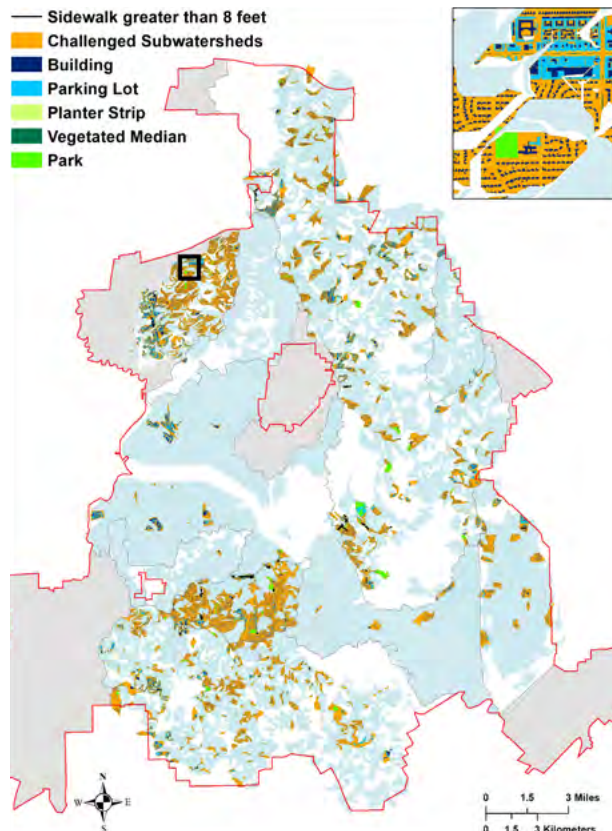 Sidewalk greater than 8 feet
Challenged Subwatersheds
Building
Parking Lot
Planter Strip
Vegetated Median
Park
N
W E
S
0 1.5 3 Miles
0 1.5 3 Kilometers